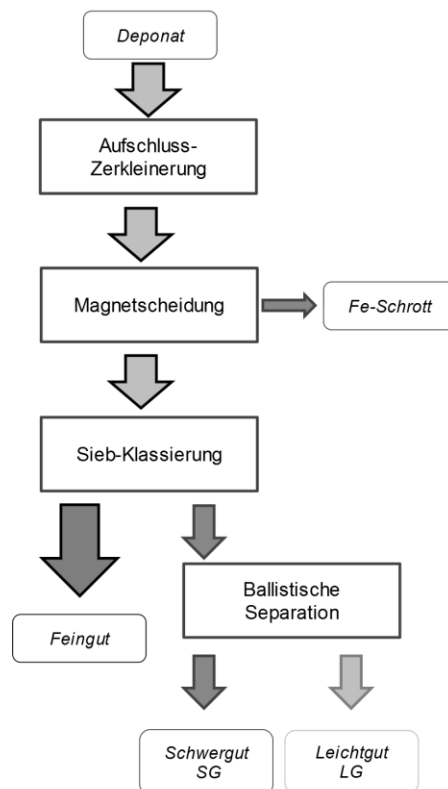 Deponat
Aufschluss-
Zerkleinerung
Magnetscheidung
Fe-Schrott
Sieb-Klassierung
Ballistische
Separation
Feingut
Schwergut
SG
Leichtgut
LG